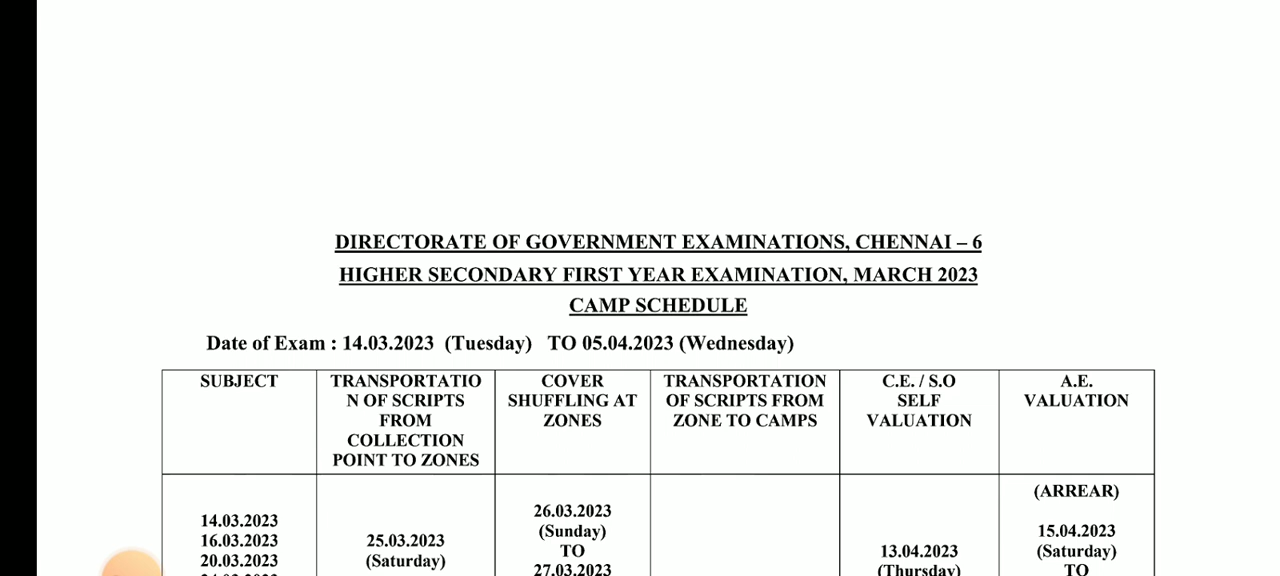 DIRECTORATE OF GOVERNMENT EXAMINATIONS, CHENNAI – 6
HIGHER SECONDARY FIRST YEAR EXAMINATION, MARCH 2023
CAMP SCHEDULE
Date of Exam : 14.03.2023 (Tuesday) TO 05.04.2023 (Wednesday)
SUBJECT
TRANSPORTATIO
N OF SCRIPTS
FROM
COLLECTION
POINT TO ZONES
COVER
SHUFFLING AT
ZONES
TRANSPORTATION
OF SCRIPTS FROM
ZONE TO CAMPS
C.E. / S.O
SELF
VALUATION
A.E.
VALUATION
14.03.2023
16.03.2023
20.03.2023
25.03.2023
(Saturday)
26.03.2023
(Sunday)
TO
27.03.2023
13.04.2023
(Thursday)
(ARREAR)
15.04.2023
(Saturday)
TO